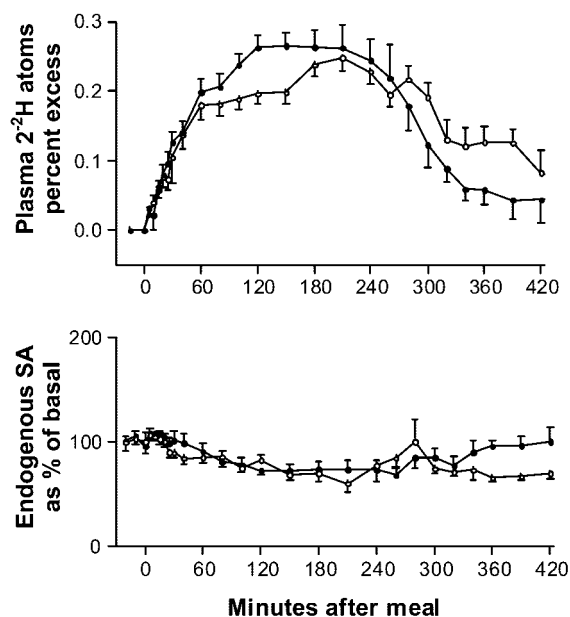 Plasma 2-²H atoms
percent excess
0.3
0.2
0.1
0.0
0 60 120 180 240 300 360 420
Endogenous SA
as % of basal
200
100
0
0 60 120 180 240 300 360 420
Minutes after meal